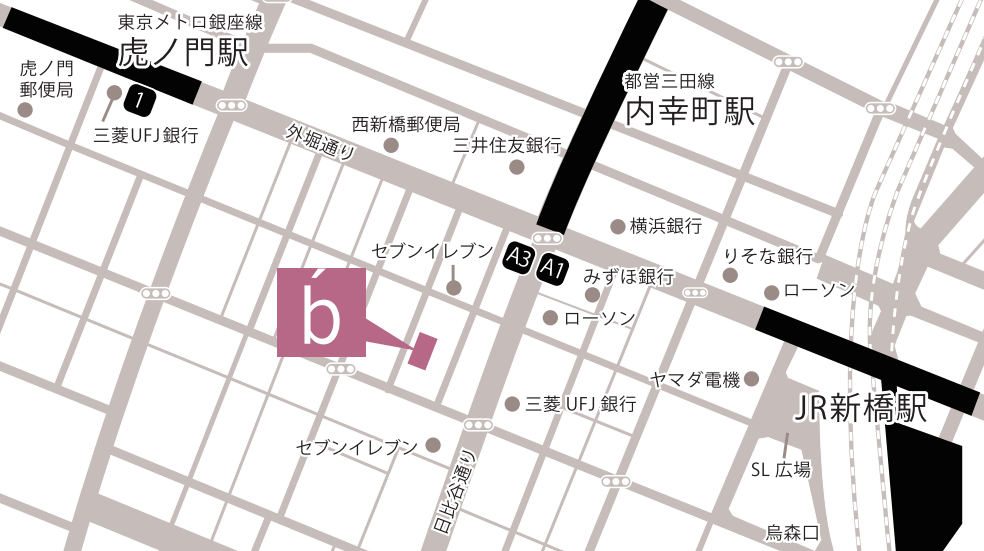 東京メトロ銀座線
虎ノ門駅
虎ノ門
郵便局
1
三菱UFJ銀行
外堀通り
西新橋郵便局
三井住友銀行
都営三田線
内幸町駅
横浜銀行
セブンイレブン
A3
A1
みずほ銀行
りそな銀行
ローソン
ローソン
b
ヤマダ電機
JR新橋駅
三菱UFJ銀行
セブンイレブン
日比谷通り
SL広場
烏森口